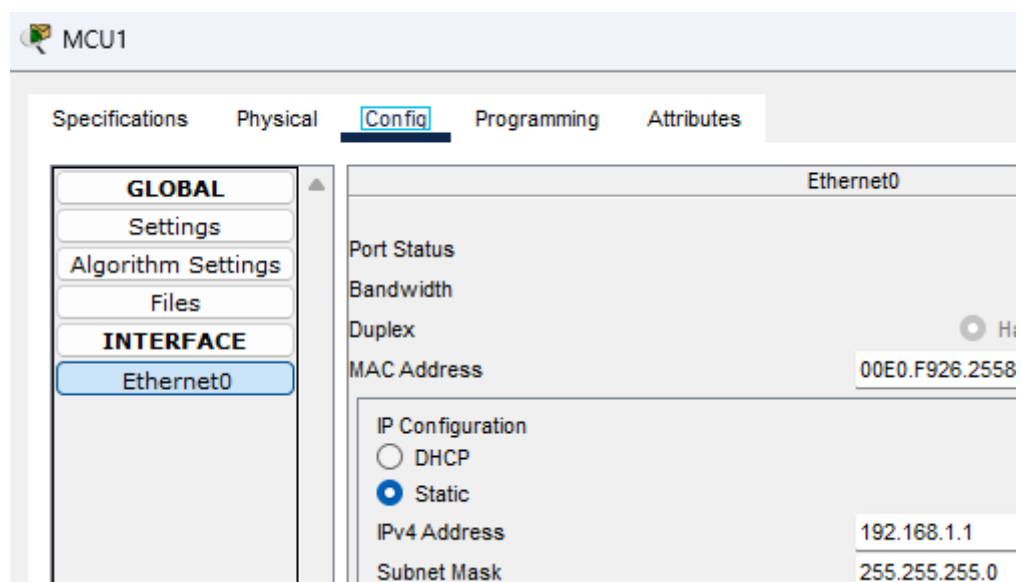 MCU1
Specifications Physical Config Programming Attributes
GLOBAL
Settings
Algorithm Settings
Files
INTERFACE
Ethernet0
Ethernet0
Port Status
Bandwidth
Duplex Ha
MAC Address 00E0.F926.2558
IP Configuration
DHCP
Static
IPv4 Address 192.168.1.1
Subnet Mask 255.255.255.0